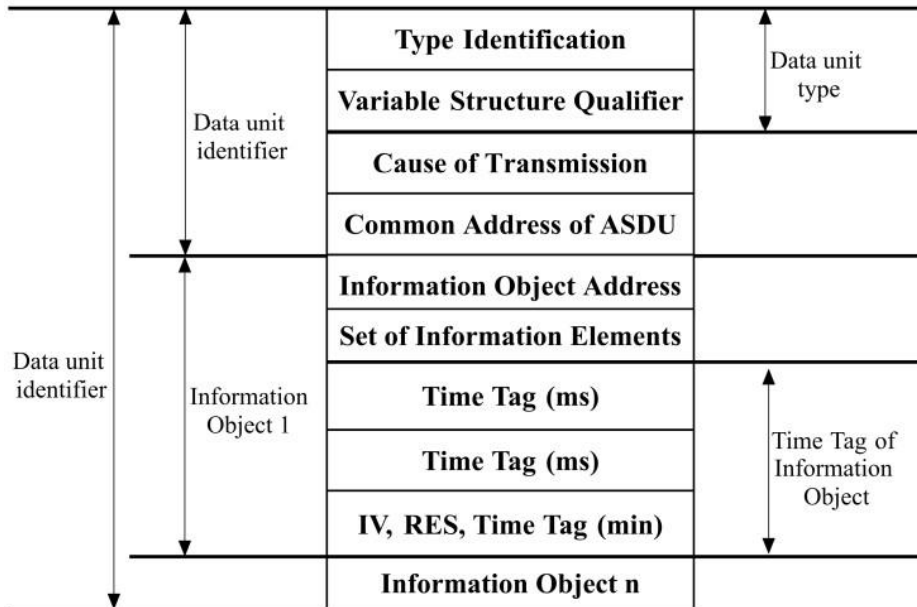 Type Identification
Variable Structure Qualifier
Data unit
type
Data unit
identifier
Cause of Transmission
Common Address of ASDU
Information Object Address
Set of Information Elements
Data unit
identifier
Information
Object 1
Time Tag (ms)
Time Tag (ms)
IV, RES, Time Tag (min)
Time Tag of
Information
Object
Information Object n